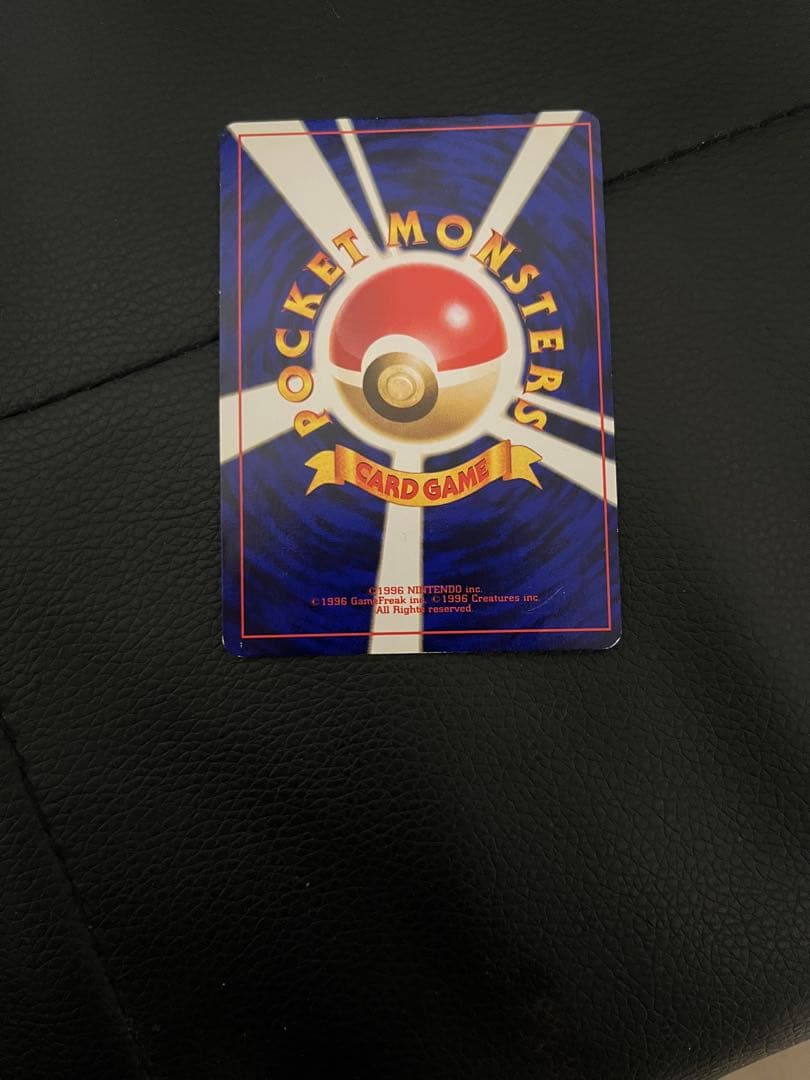 POCKET MONSTERS
CARD GAME
©1996 NINTENDO inc.
©1996 GameFreak inc. ©1996 Creatures inc.
All Rights reserved.